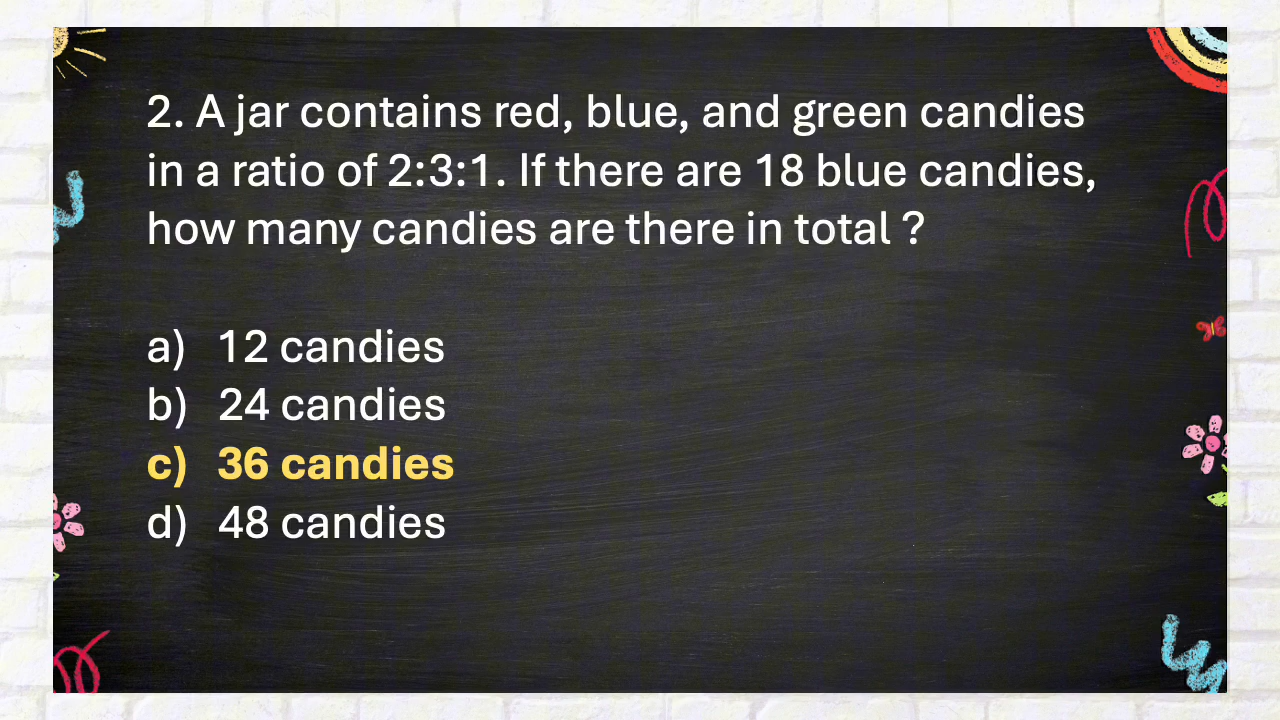 2. A jar contains red, blue, and green candies
in a ratio of 2:3:1. If there are 18 blue candies,
how many candies are there in total ?
a) 12 candies
b) 24 candies
c) 36 candies
d) 48 candies